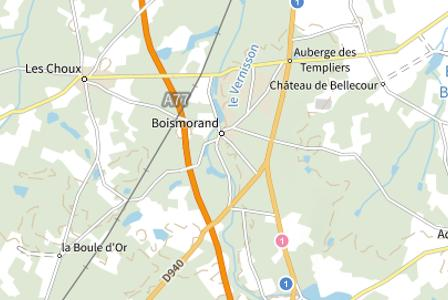 1
le Vernisson
Auberge des
Templiers
Les Choux
Château de Bellecour
A77
Boismorand
la Boule d'Or
1
D940
1